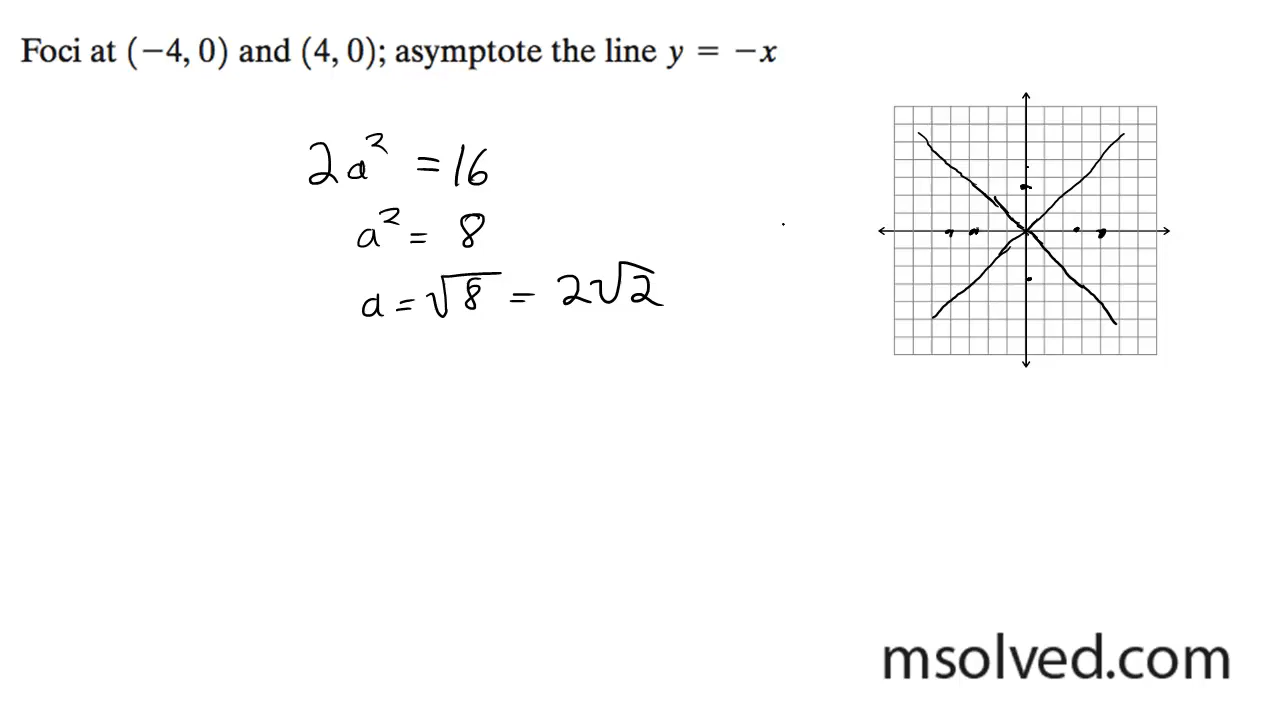 Foci at (−4, 0) and (4, 0); asymptote the line y = −x
2a² = 16
a² = 8
a = √8 = 2√2
msolved.com